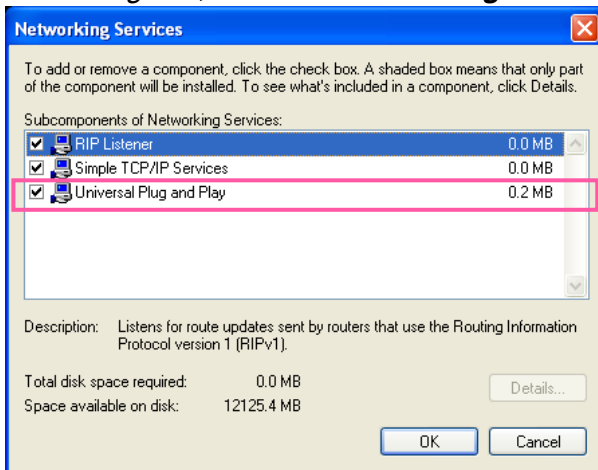 Networking Services
To add or remove a component, click the check box. A shaded box means that only part
of the component will be installed. To see what's included in a component, click Details.
Subcomponents of Networking Services:
RIP Listener 0.0 MB
Simple TCP/IP Services 0.0 MB
Universal Plug and Play 0.2 MB
Description: Listens for route updates sent by routers that use the Routing Information
Protocol version 1 (RIPv1).
Total disk space required: 0.0 MB
Space available on disk: 12125.4 MB
Details...
OK Cancel